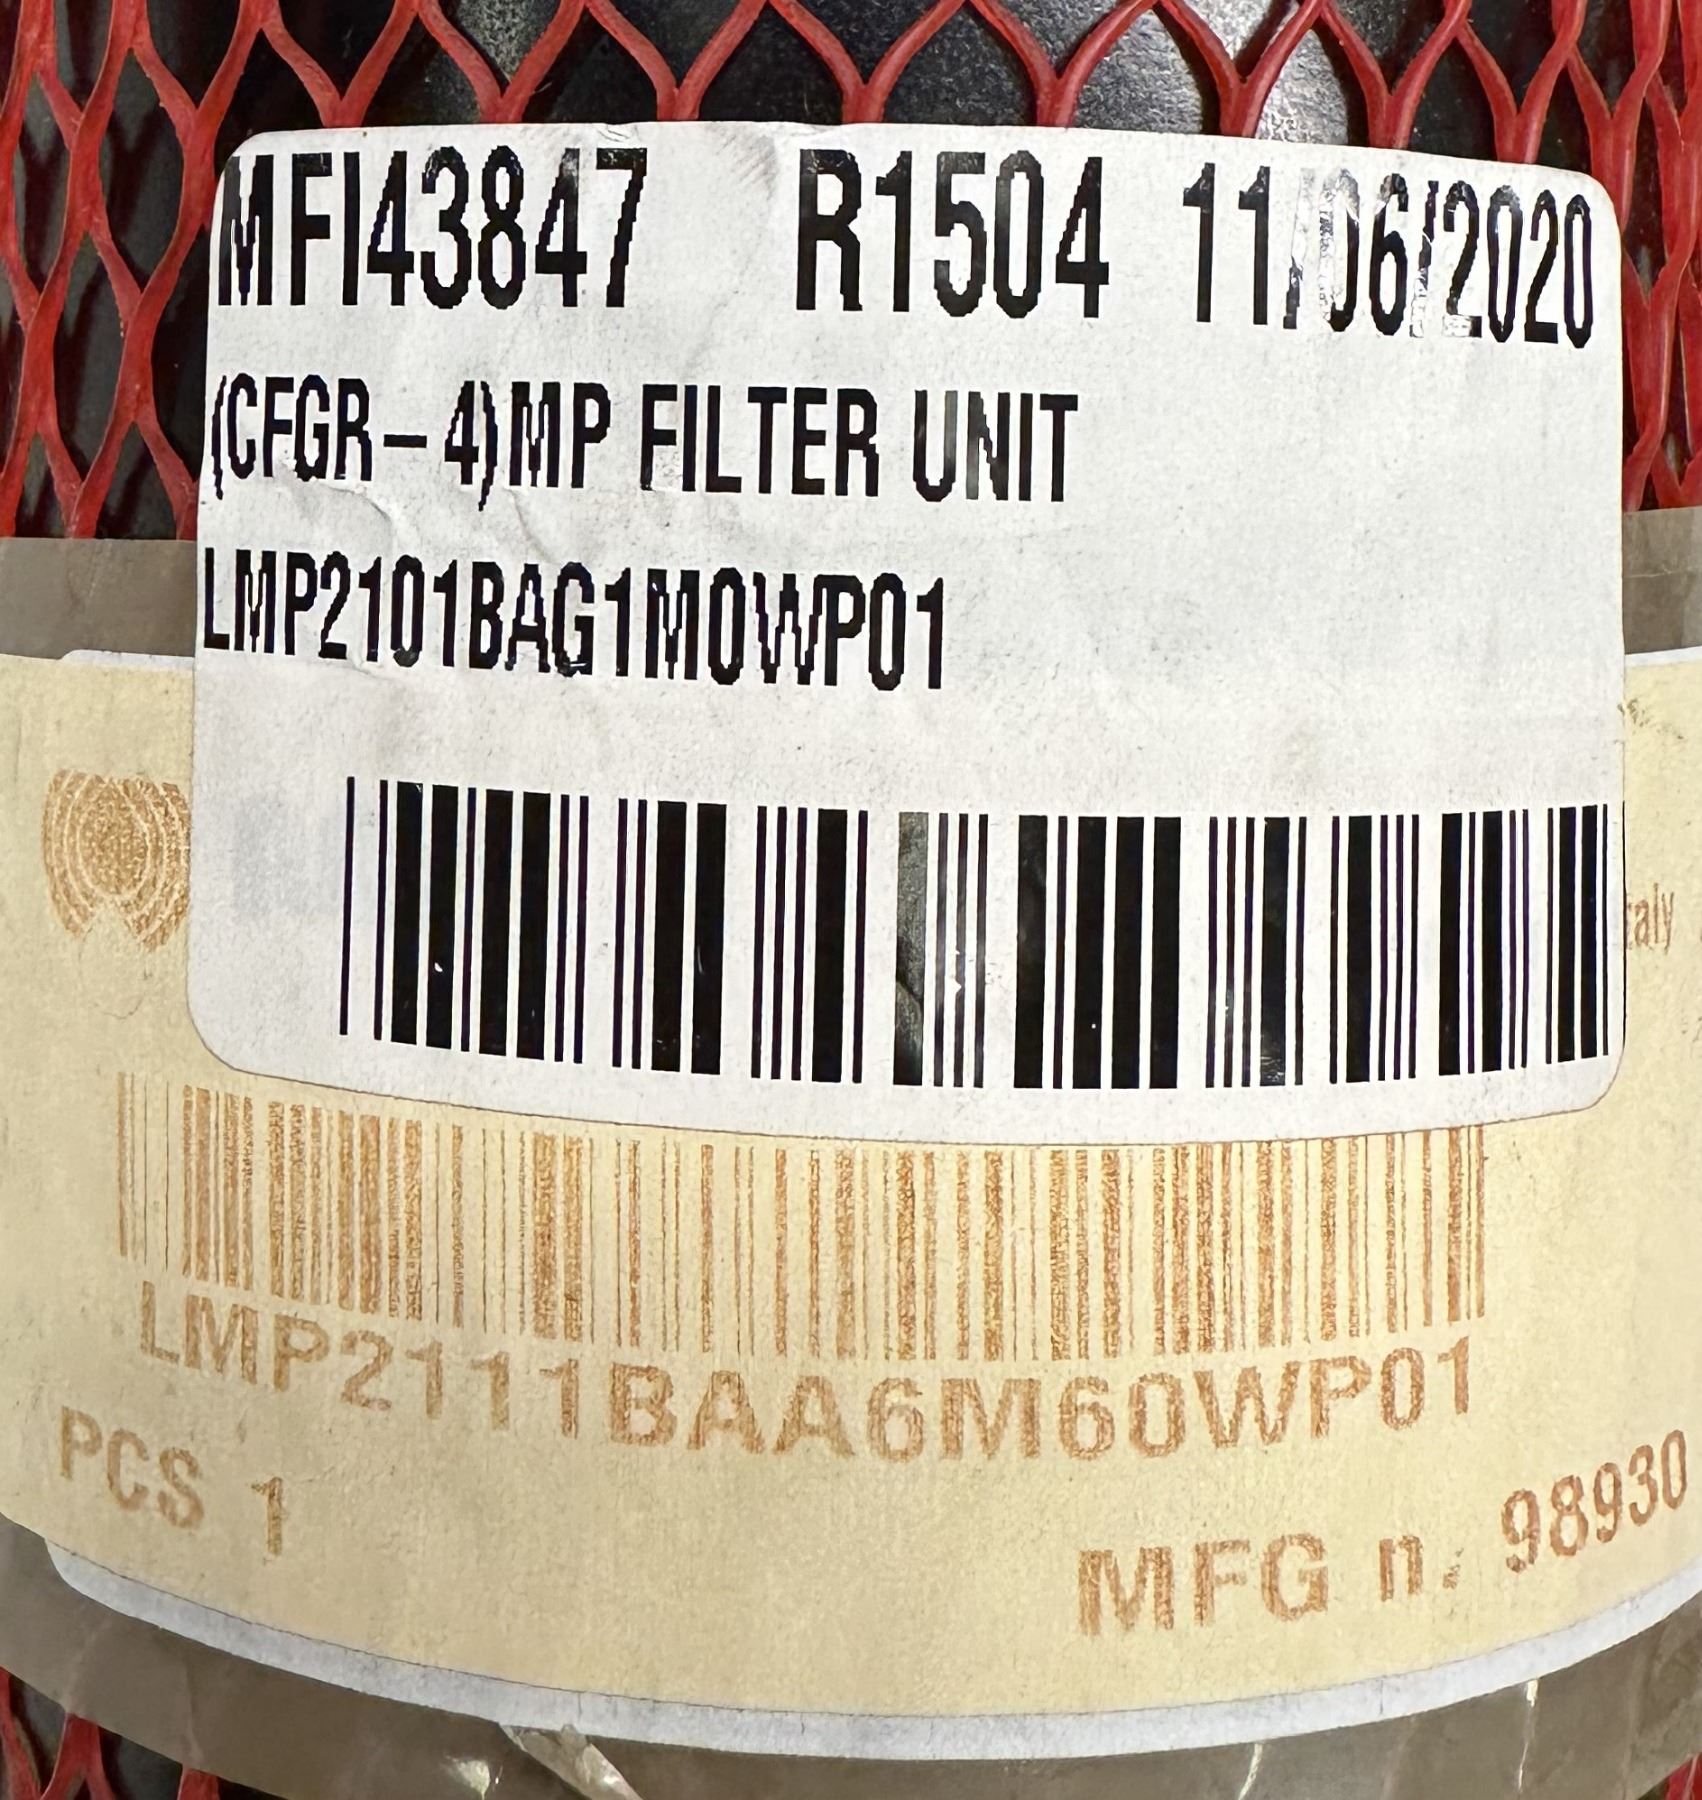 MFI43847 R1504 11/06/2020
(CFGR-4)MP FILTER UNIT
LMP2101BAG1M0WP01
LMP2111BAA6M60WP01
PCS 1
MFG n. 98930